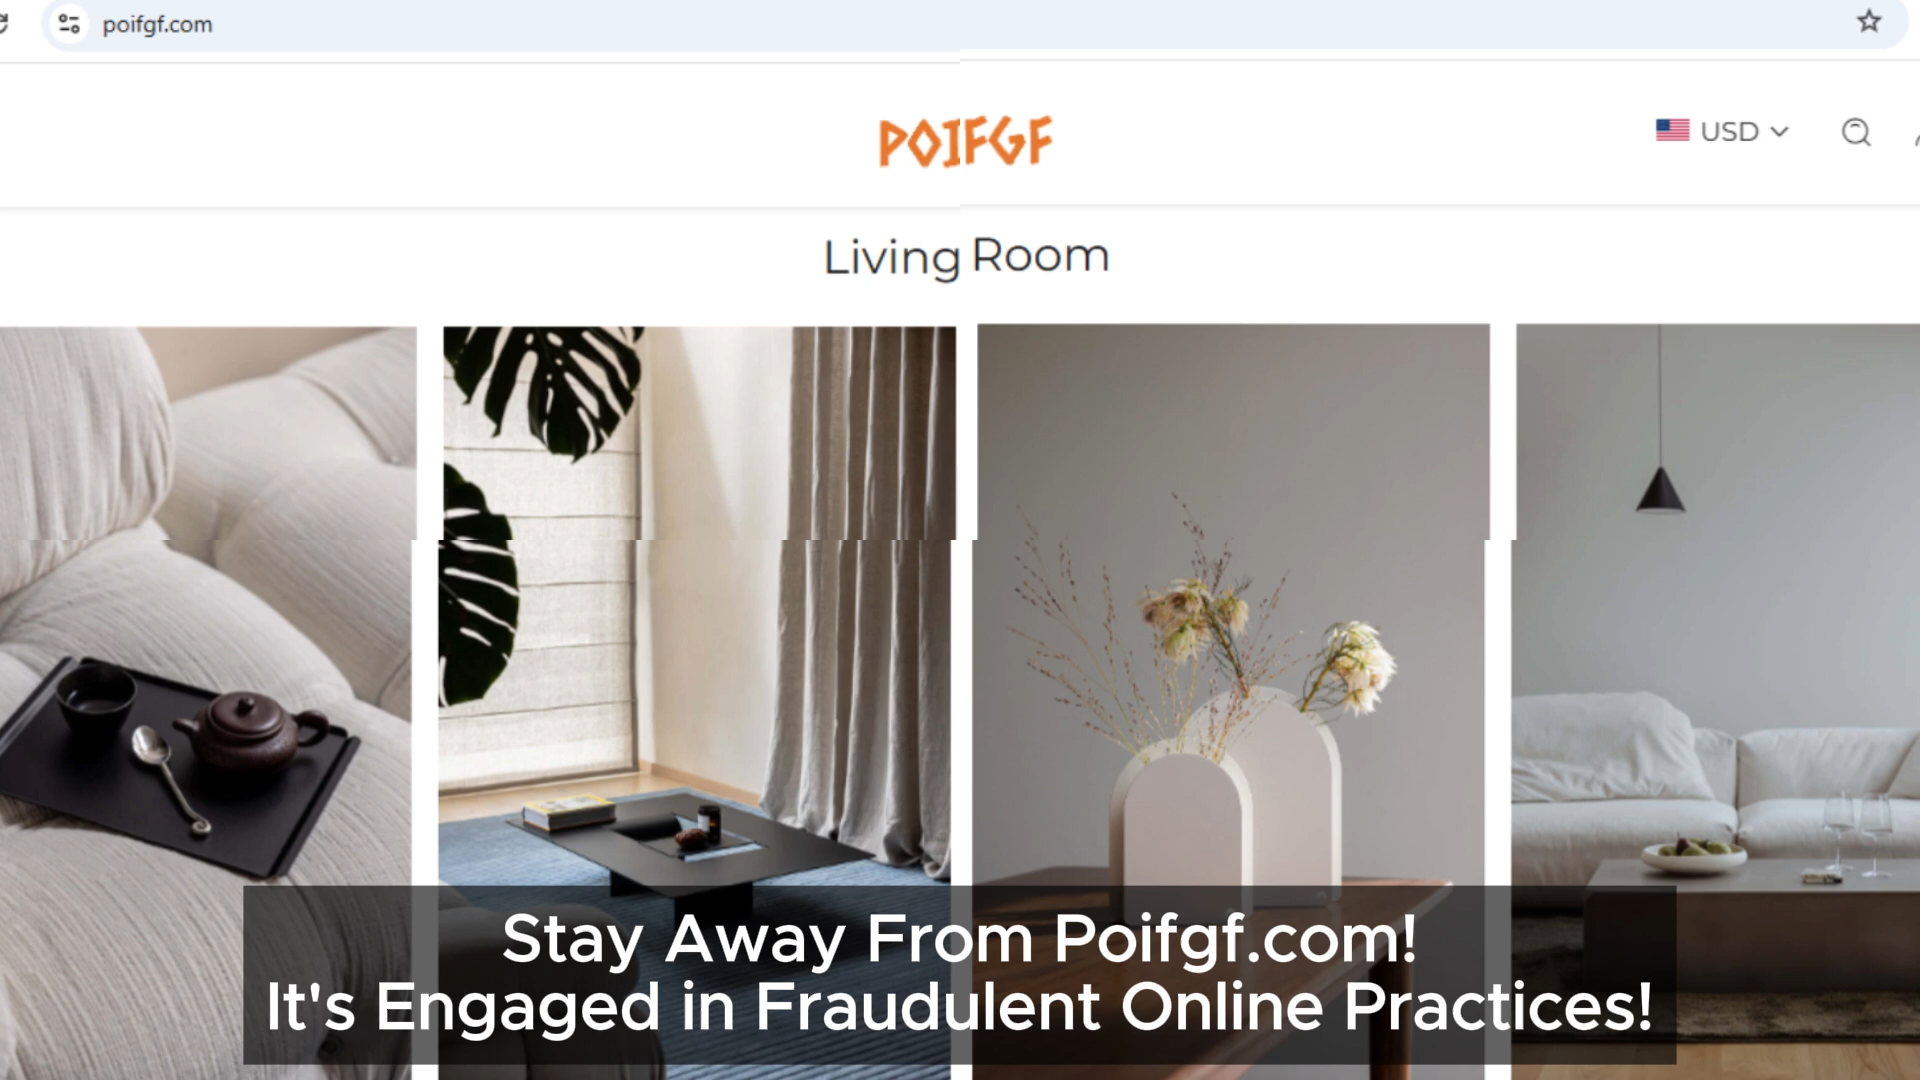 poifgf.com
POIFGF
USD
Living Room
Stay Away From Poifgf.com!
It's Engaged in Fraudulent Online Practices!